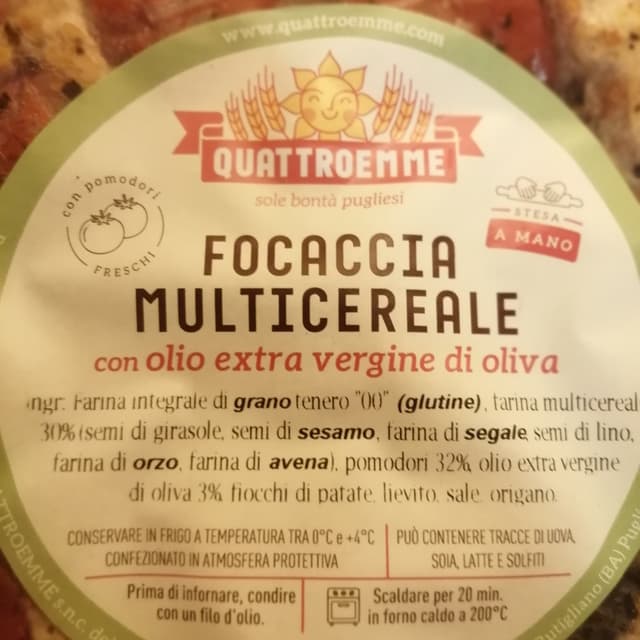 www.quattroemme.com
QUATTROEMME
sole bontà pugliesi
con pomodori
FRESCHI
STESA
A MANO
FOCACCIA
MULTICEREALE
con olio extra vergine di oliva
ingr. Farina integrale di grano tenero "00" (glutine), farina multicereal
30% (semi di girasole, semi di sesamo, farina di segale, semi di lino,
farina di orzo, farina di avena), pomodori 32%, olio extra vergine
di oliva 3%, fiocchi di patate, lievito, sale, origano.
CONSERVARE IN FRIGO A TEMPERATURA TRA 0°C e +4°C
CONFEZIONATO IN ATMOSFERA PROTETTIVA
PUÒ CONTENERE TRACCE DI UOVA,
SOIA, LATTE E SOLFITI
Prima di infornare, condire
con un filo d'olio.
Scaldare per 20 min.
in forno caldo a 200°C
ATTROEMME s.n.c.
tigliano (BA)